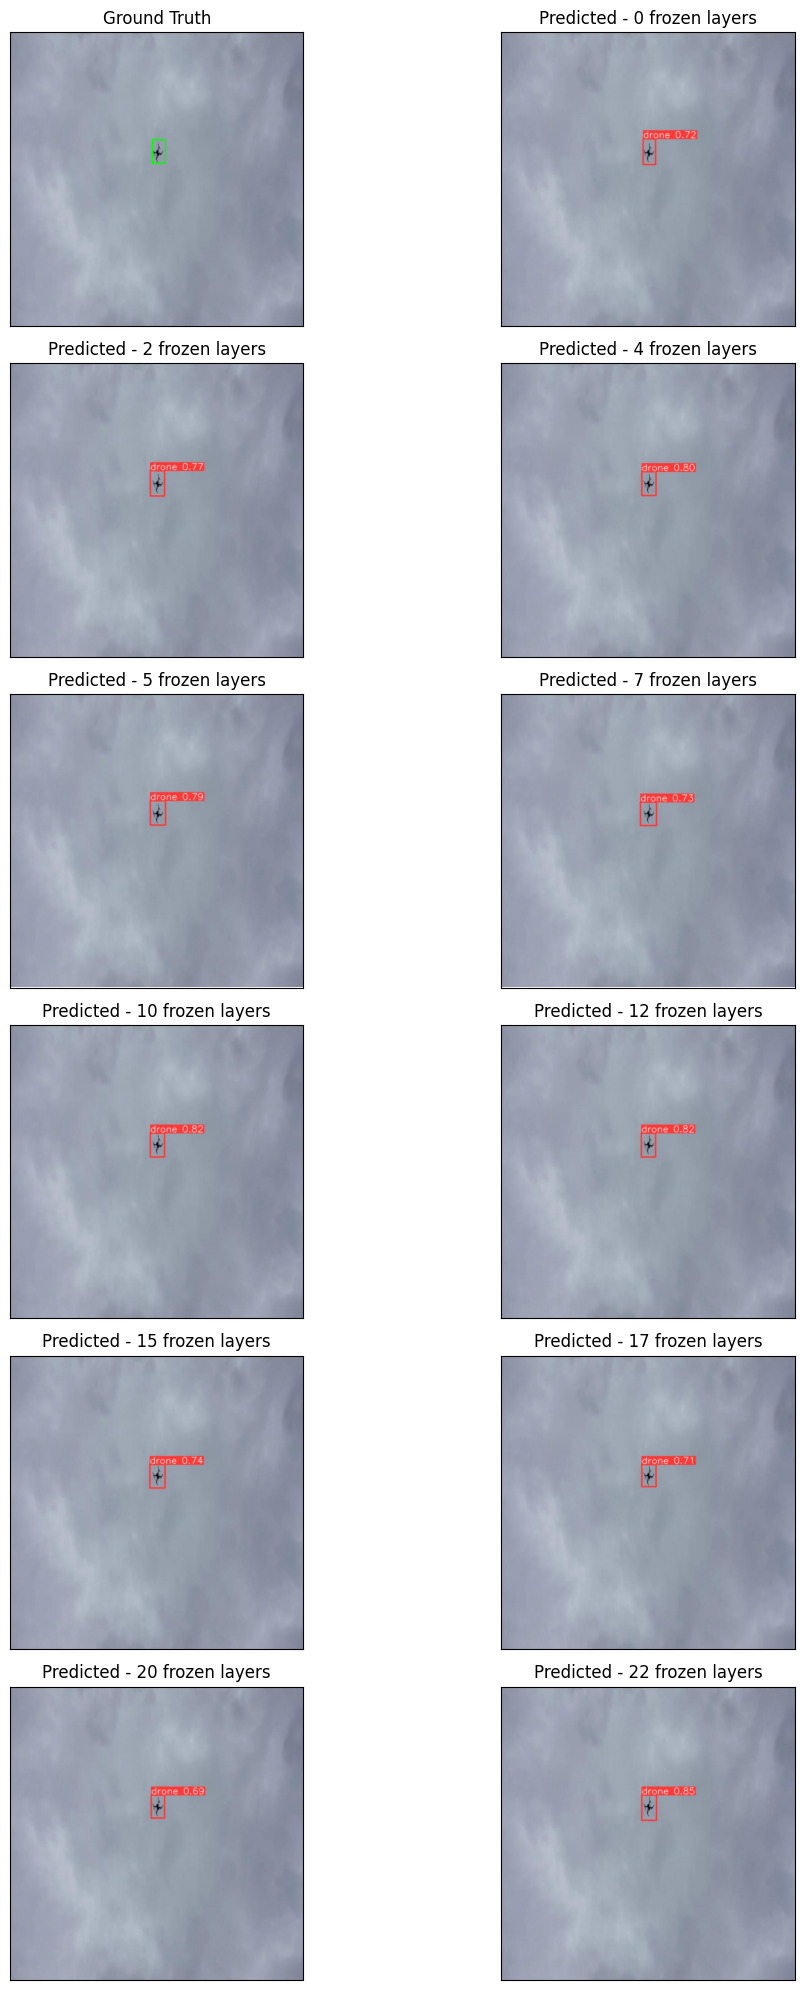 Ground Truth
Predicted - 0 frozen layers
drone 0.72
Predicted - 2 frozen layers
Predicted - 4 frozen layers
drone 0.77
drone 0.80
Predicted - 5 frozen layers
Predicted - 7 frozen layers
drone 0.79
drone 0.73
Predicted - 10 frozen layers
Predicted - 12 frozen layers
drone 0.82
drone 0.82
Predicted - 15 frozen layers
Predicted - 17 frozen layers
drone 0.74
drone 0.71
Predicted - 20 frozen layers
Predicted - 22 frozen layers
drone 0.69
drone 0.85